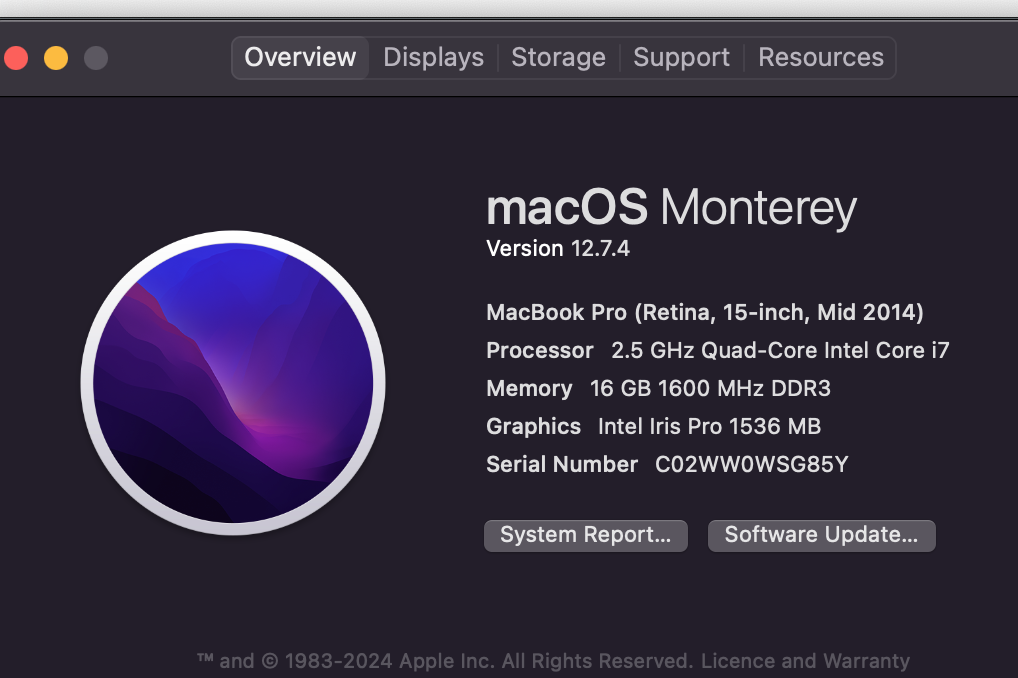 Overview Displays Storage Support Resources
macOS Monterey
Version 12.7.4
MacBook Pro (Retina, 15-inch, Mid 2014)
Processor 2.5 GHz Quad-Core Intel Core i7
Memory 16 GB 1600 MHz DDR3
Graphics Intel Iris Pro 1536 MB
Serial Number C02WW0WSG85Y
System Report... Software Update...
™ and © 1983-2024 Apple Inc. All Rights Reserved. Licence and Warranty